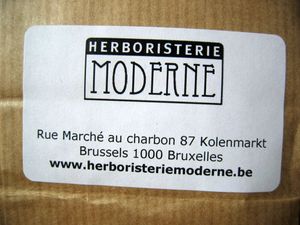 HERBORISTERIE
MODERNE
Rue Marché au charbon 87 Kolenmarkt
Brussels 1000 Bruxelles
www.herboristeriemoderne.be